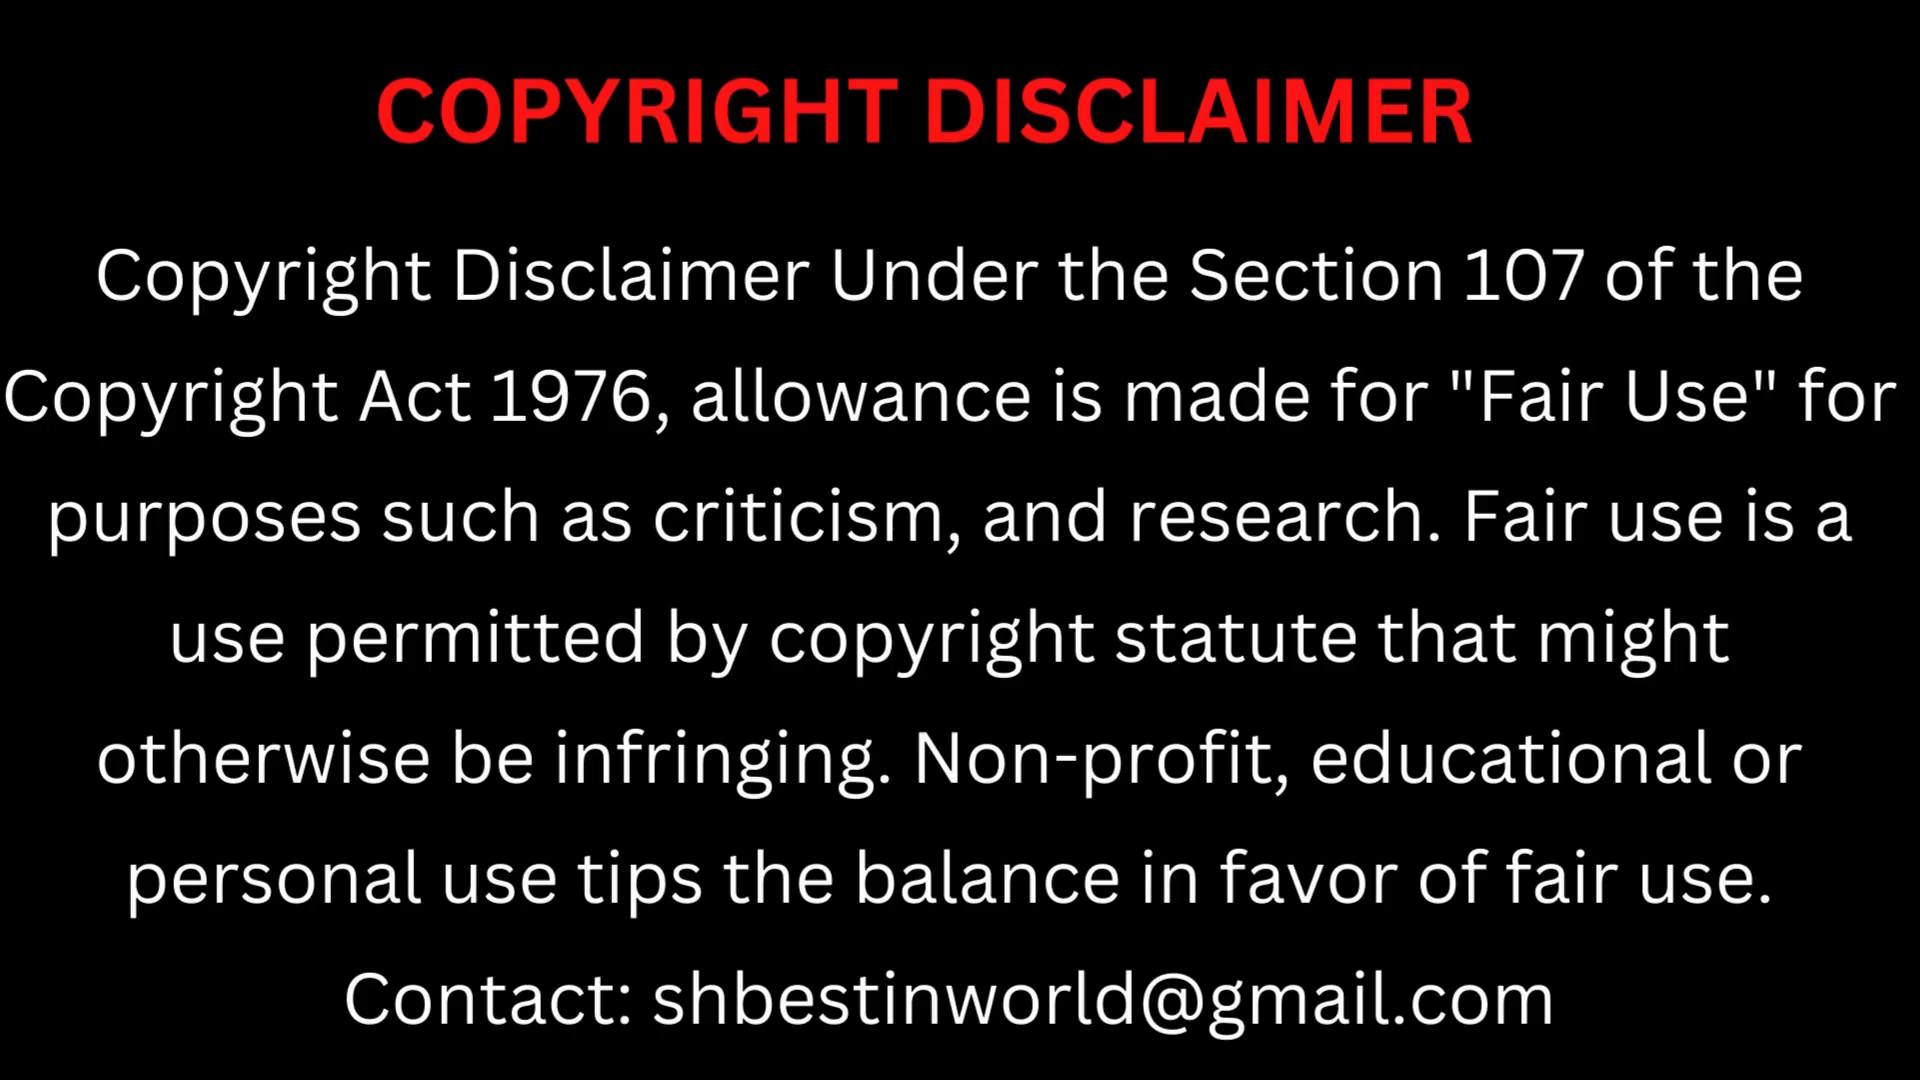 COPYRIGHT DISCLAIMER
Copyright Disclaimer Under the Section 107 of the
Copyright Act 1976, allowance is made for "Fair Use" for
purposes such as criticism, and research. Fair use is a
use permitted by copyright statute that might
otherwise be infringing. Non-profit, educational or
personal use tips the balance in favor of fair use.
Contact: shbestinworld@gmail.com